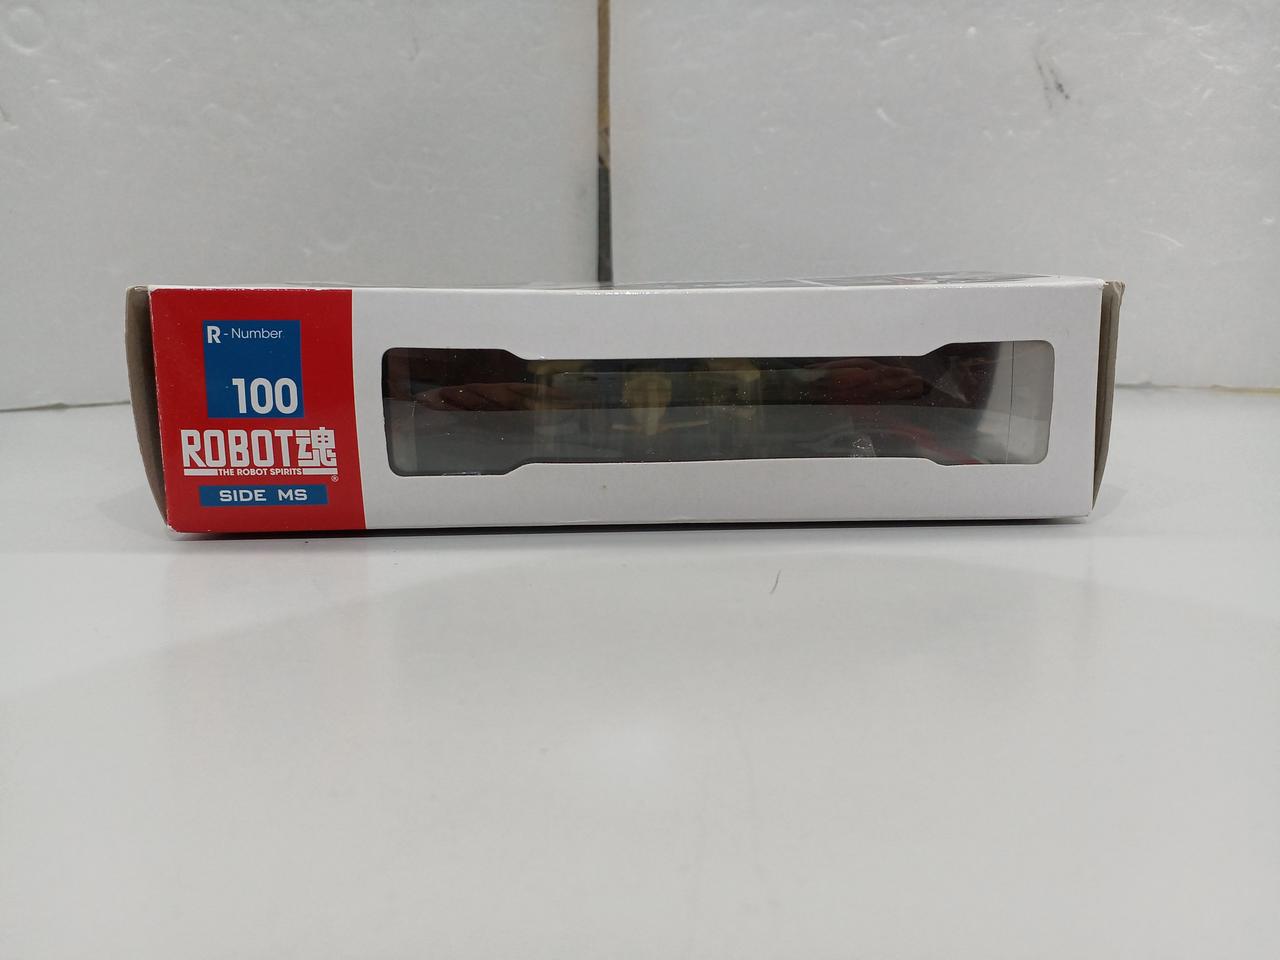 R - Number
100
ROBOT魂
THE ROBOT SPIRITS
®
SIDE MS